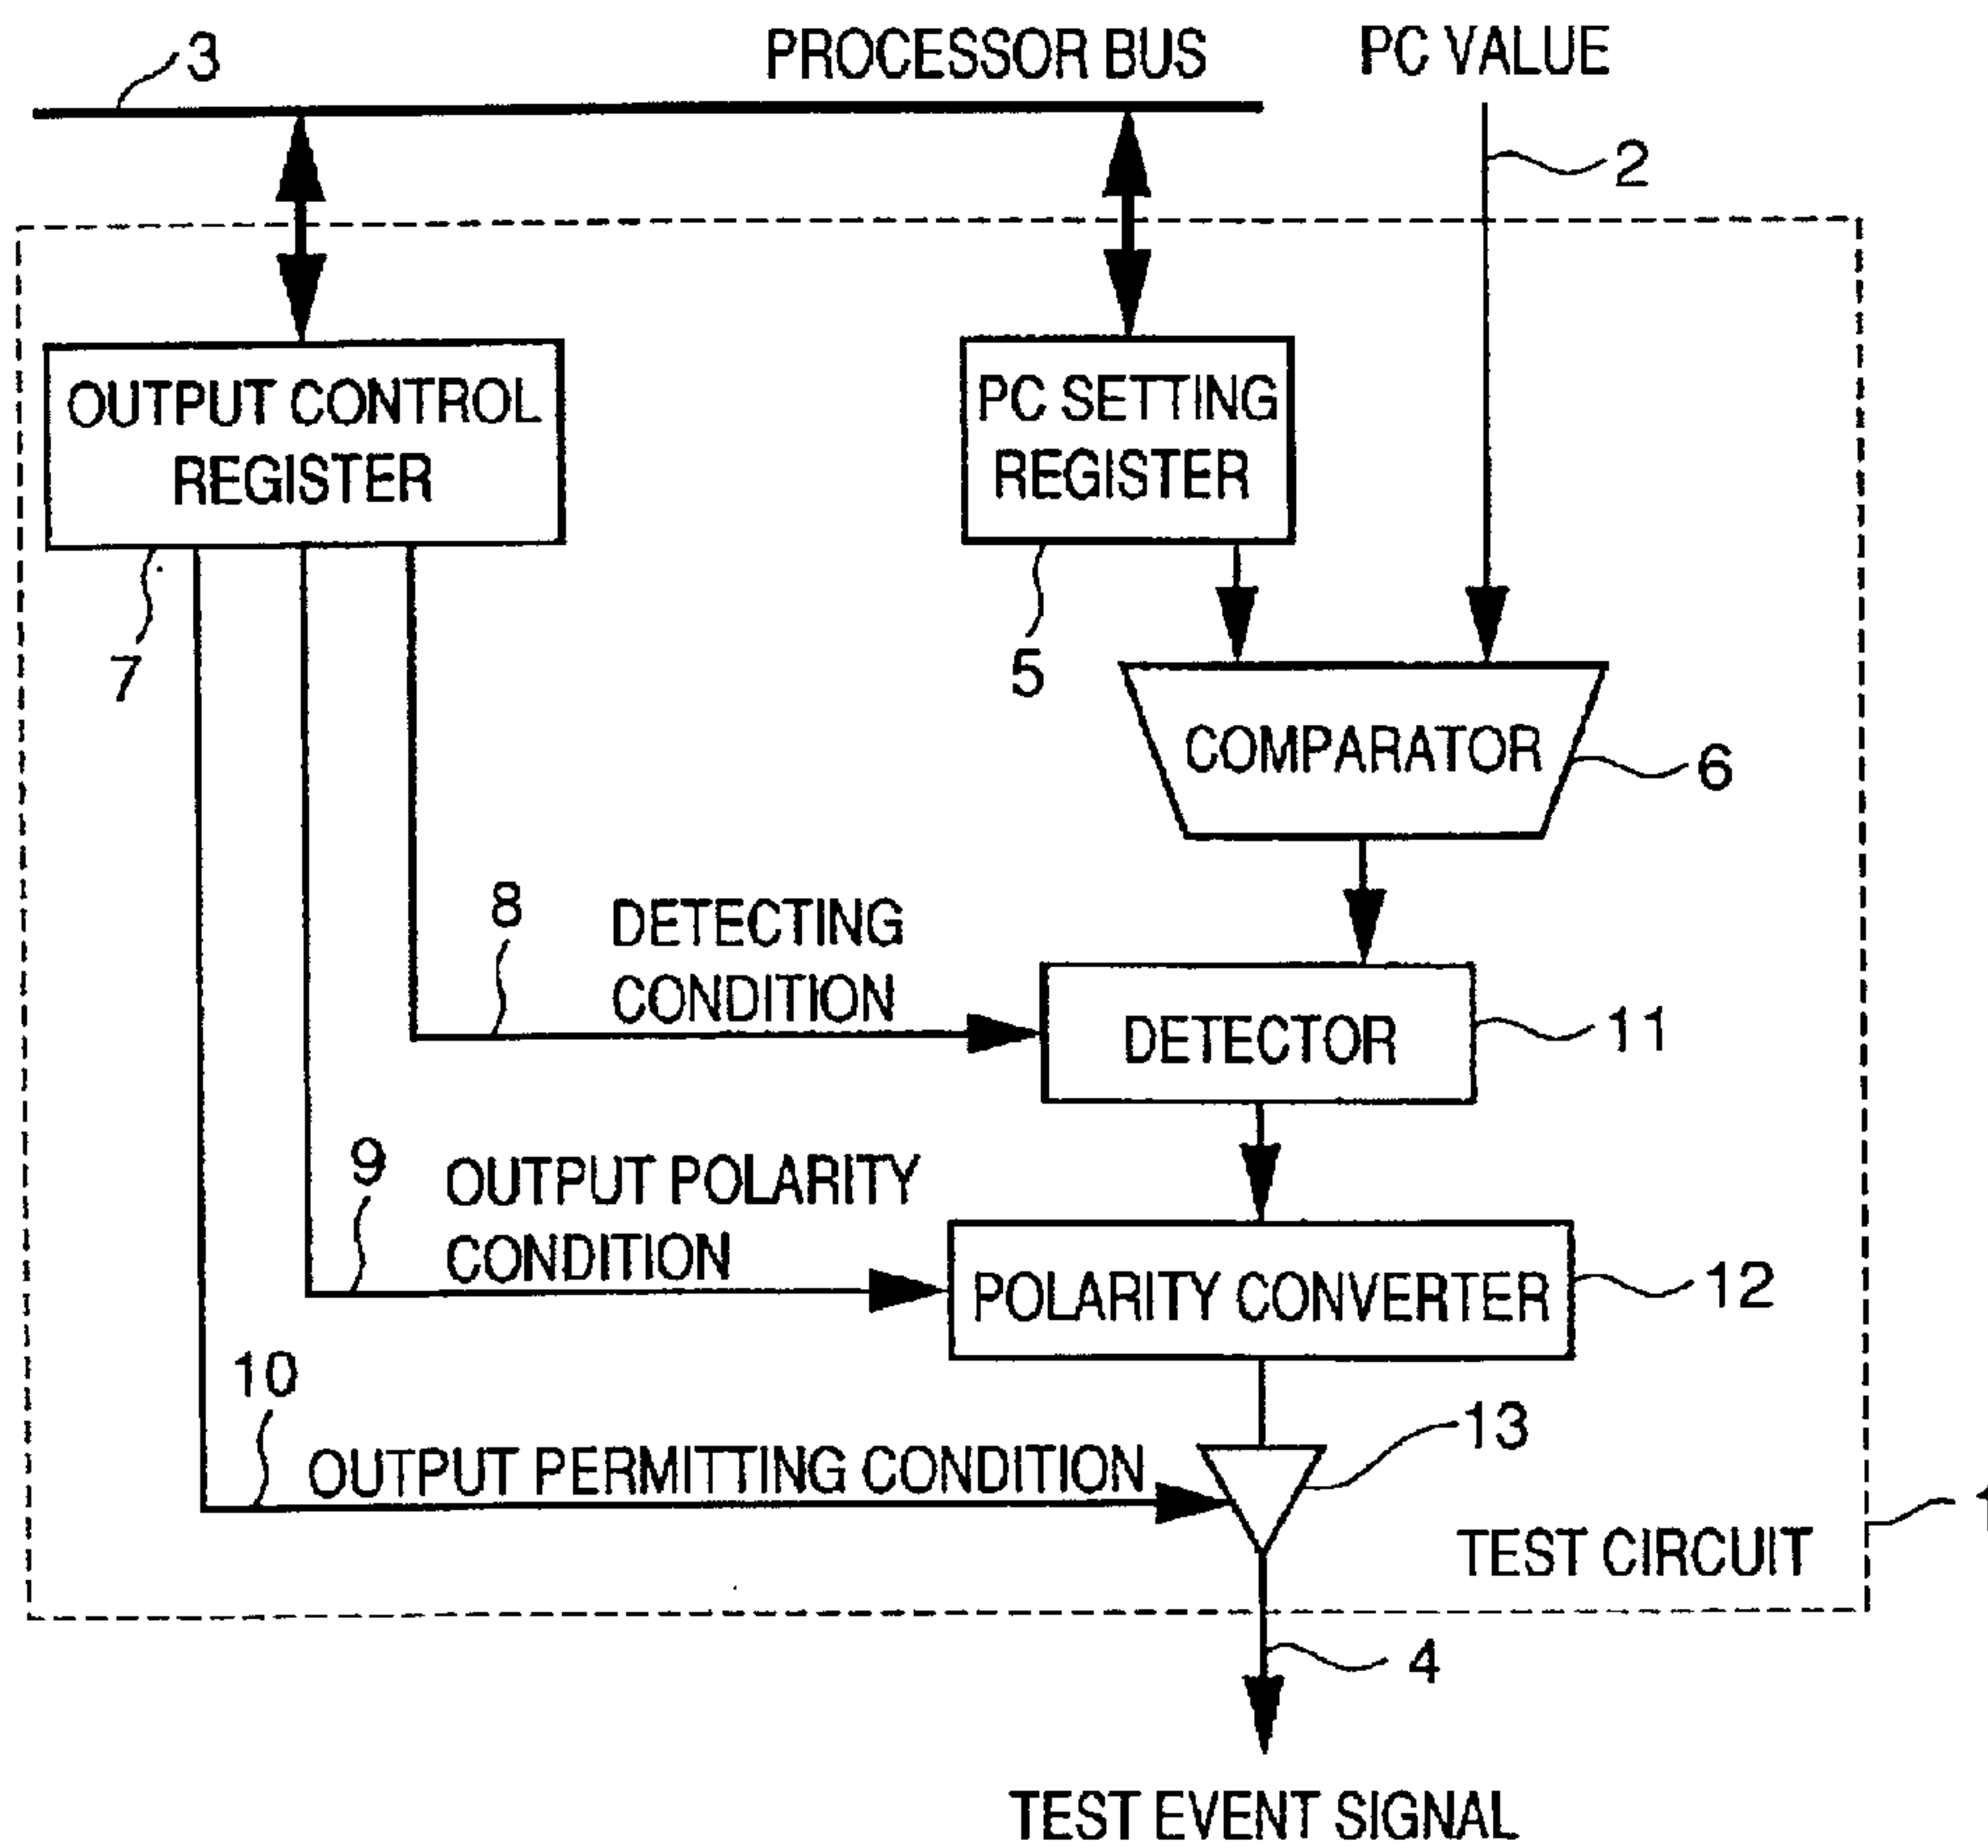 3
PROCESSOR BUS
PC VALUE
2
OUTPUT CONTROL
REGISTER
PC SETTING
REGISTER
7
5
COMPARATOR
6
8
DETECTING
CONDITION
DETECTOR
11
9
OUTPUT POLARITY
CONDITION
POLARITY CONVERTER
12
10
OUTPUT PERMITTING CONDITION
13
1
TEST CIRCUIT
4
TEST EVENT SIGNAL